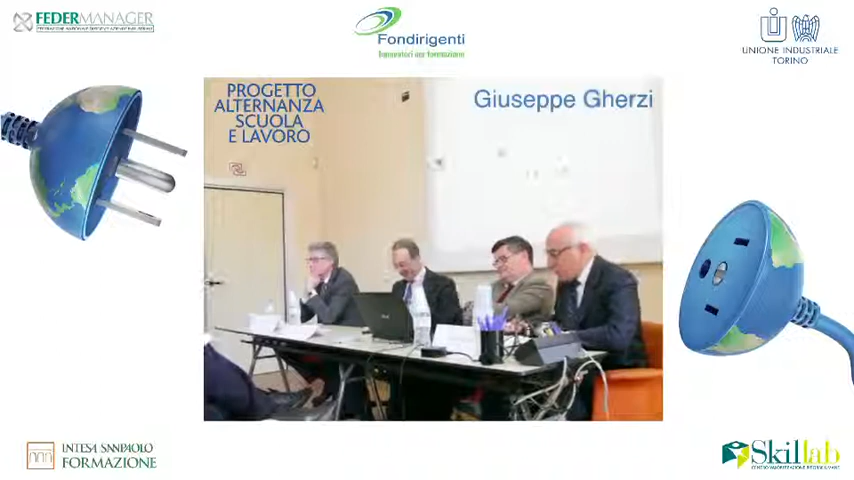 FEDERMANAGER
Fondirigenti
UNIONE INDUSTRIALE
TORINO
PROGETTO
ALTERNANZA
SCUOLA
E LAVORO
Giuseppe Gherzi
INTESA SANPAOLO
FORMAZIONE
Skillab